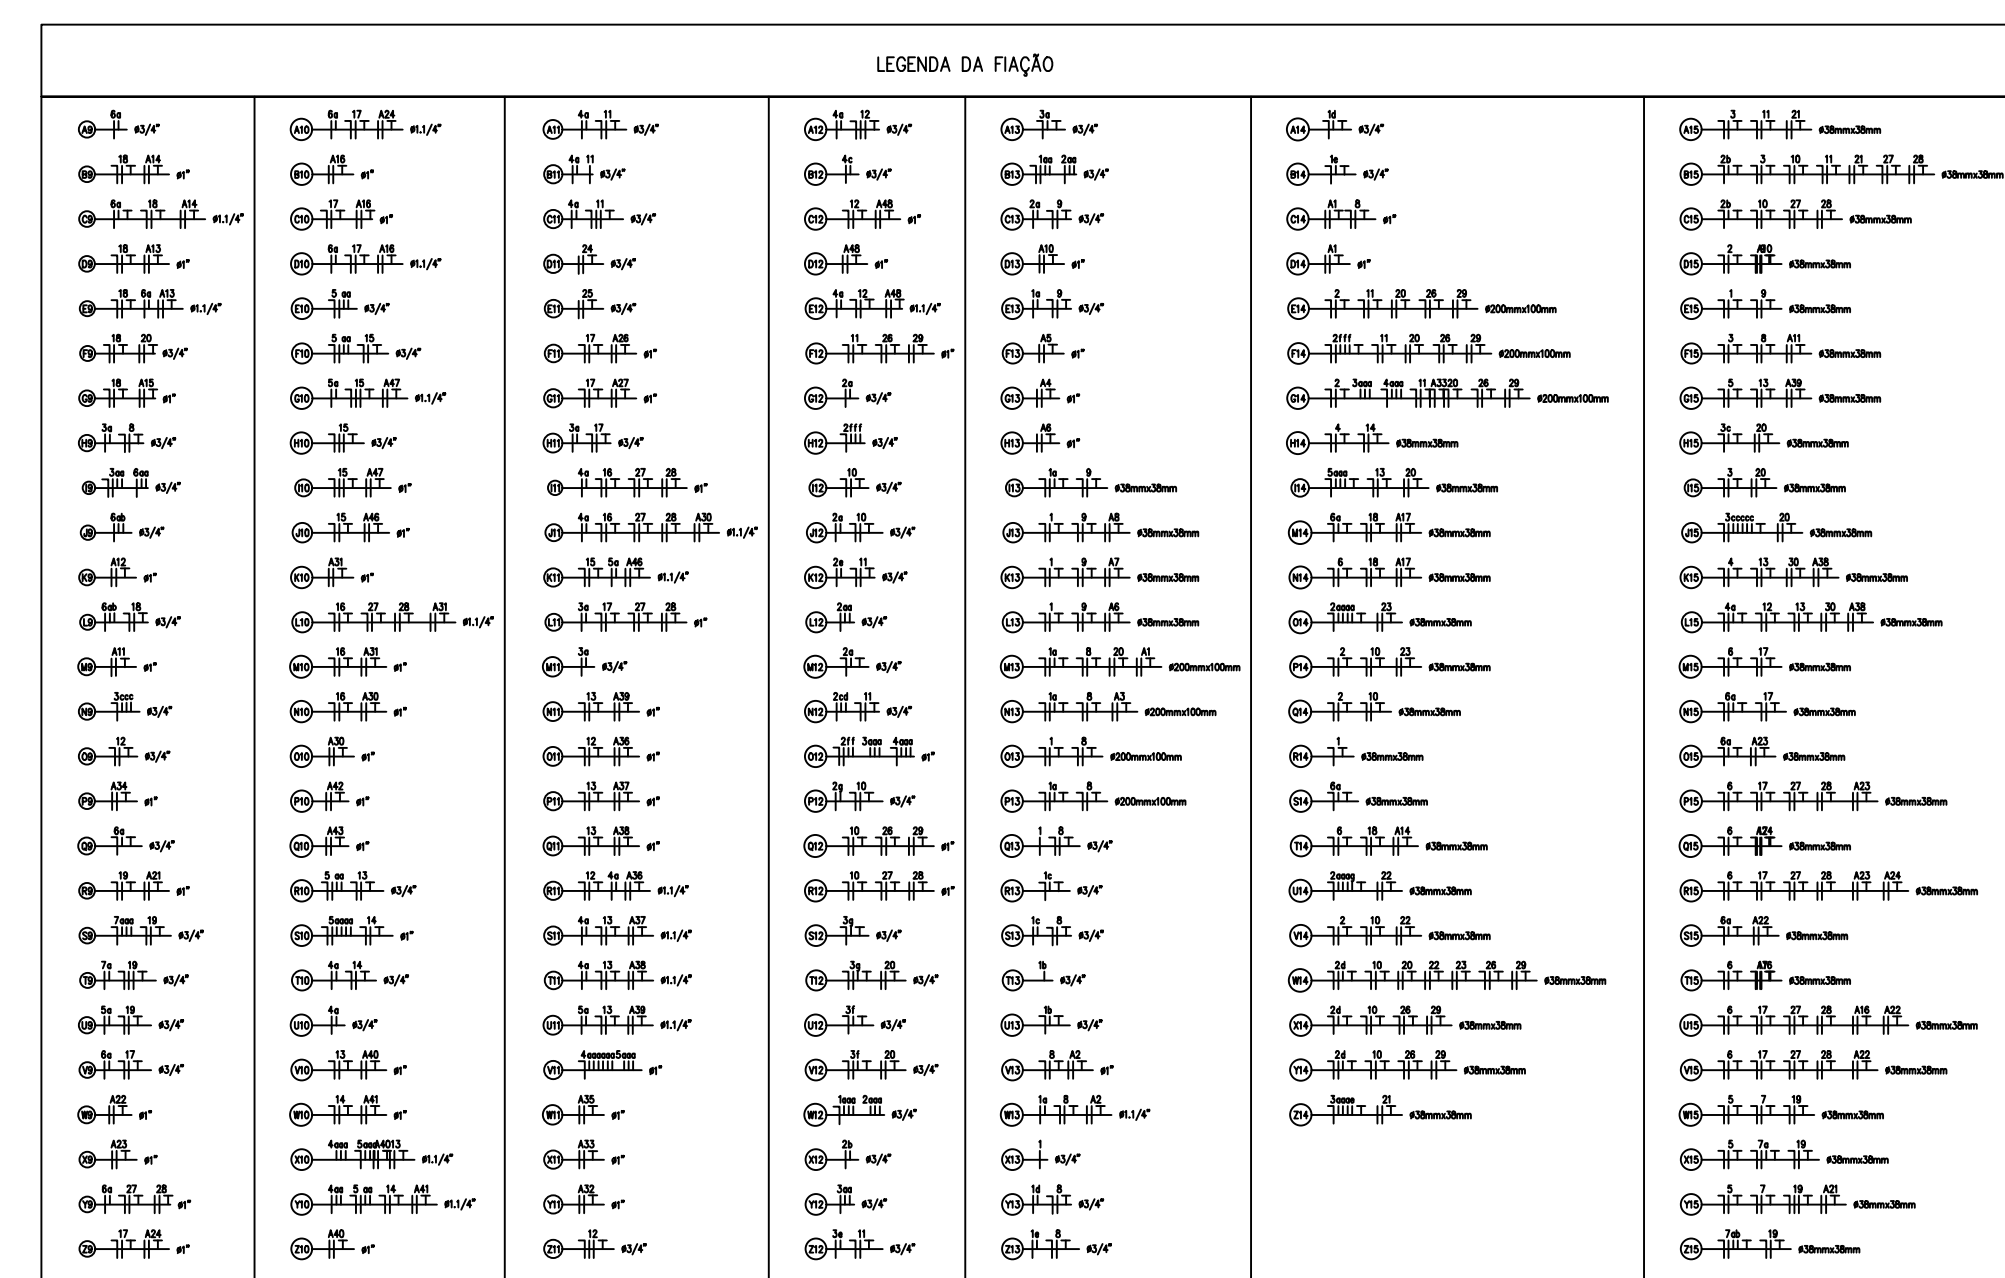 LEGENDA DA FIAÇÃO
A9 6a ø3/4"
B9 18 A14 ø1"
C9 6a 18 A14 ø1.1/4"
D9 18 A13 ø1"
E9 18 6a A13 ø1.1/4"
F9 18 20 ø3/4"
G9 18 A15 ø1"
H9 3a 8 ø3/4"
I9 3aa 6aa ø3/4"
J9 6ab ø3/4"
K9 A12 ø1"
L9 6ab 18 ø3/4"
M9 A11 ø1"
N9 3ccc ø3/4"
O9 12 ø3/4"
P9 A34 ø1"
Q9 6a ø3/4"
R9 19 A21 ø1"
S9 7aaa 19 ø3/4"
T9 7a 19 ø3/4"
U9 5a 19 ø3/4"
V9 6a 17 ø3/4"
W9 A22 ø1"
X9 A23 ø1"
Y9 6a 27 28 ø1"
Z9 17 A24 ø1"
A10 6a 17 A24 ø1.1/4"
B10 A16 ø1"
C10 17 A16 ø1"
D10 6a 17 A16 ø1.1/4"
E10 5 aa ø3/4"
F10 5 aa 15 ø3/4"
G10 5a 15 A47 ø1.1/4"
H10 15 ø3/4"
I10 15 A47 ø1"
J10 15 A46 ø1"
K10 A31 ø1"
L10 16 27 28 A31 ø1.1/4"
M10 16 A31 ø1"
N10 16 A30 ø1"
O10 A30 ø1"
P10 A42 ø1"
Q10 A43 ø1"
R10 5 aa 13 ø3/4"
S10 5aaaa 14 ø1"
T10 4a 14 ø3/4"
U10 4a ø3/4"
V10 13 A40 ø1"
W10 14 A41 ø1"
X10 4aaa 5aaa A40 13 ø1.1/4"
Y10 4aa 5 aa 14 A41 ø1.1/4"
Z10 A40 ø1"
A11 4a 11 ø3/4"
B11 4a 11 ø3/4"
C11 4a 11 ø3/4"
D11 24 ø3/4"
E11 25 ø3/4"
F11 17 A26 ø1"
G11 17 A27 ø1"
H11 3a 17 ø3/4"
I11 4a 16 27 28 ø1"
J11 4a 16 27 28 A30 ø1.1/4"
K11 15 5a A46 ø1.1/4"
L11 3a 17 27 28 ø1"
M11 3a ø3/4"
N11 13 A39 ø1"
O11 12 A36 ø1"
P11 13 A37 ø1"
Q11 13 A38 ø1"
R11 12 4a A36 ø1.1/4"
S11 4a 13 A37 ø1.1/4"
T11 4a 13 A38 ø1.1/4"
U11 5a 13 A39 ø1.1/4"
V11 4aaaaaa5aaa ø1"
W11 A35 ø1"
X11 A33 ø1"
Y11 A32 ø1"
Z11 12 ø3/4"
A12 4a 12 ø3/4"
B12 4c ø3/4"
C12 12 A48 ø1"
D12 A48 ø1"
E12 4a 12 A48 ø1.1/4"
F12 11 26 29 ø1"
G12 2a ø3/4"
H12 2fff ø3/4"
I12 10 ø3/4"
J12 2a 10 ø3/4"
K12 2e 11 ø3/4"
L12 2aa ø3/4"
M12 2a ø3/4"
N12 2cd 11 ø3/4"
O12 2ff 3aaa 4aaa ø1"
P12 2g 10 ø3/4"
Q12 10 26 29 ø1"
R12 10 27 28 ø1"
S12 3g ø3/4"
T12 3g 20 ø3/4"
U12 3f ø3/4"
V12 3f 20 ø3/4"
W12 1aaa 2aaa ø3/4"
X12 2b ø3/4"
Y12 3aa ø3/4"
Z12 3e 11 ø3/4"
A13 3a ø3/4"
B13 1aa 2aa ø3/4"
C13 2a 9 ø3/4"
D13 A10 ø1"
E13 1a 9 ø3/4"
F13 A5 ø1"
G13 A4 ø1"
H13 A6 ø1"
I13 1a 9 ø38mmx38mm
J13 1 9 A8 ø38mmx38mm
K13 1 9 A7 ø38mmx38mm
L13 1 9 A6 ø38mmx38mm
M13 1a 8 20 A1 ø200mmx100mm
N13 1a 8 A3 ø200mmx100mm
O13 1 8 ø200mmx100mm
P13 1a 8 ø200mmx100mm
Q13 1 8 ø3/4"
R13 1c ø3/4"
S13 1c 8 ø3/4"
T13 1b ø3/4"
U13 1b ø3/4"
V13 8 A2 ø1"
W13 1a 8 A2 ø1.1/4"
X13 1 ø3/4"
Y13 1d 8 ø3/4"
Z13 1e 8 ø3/4"
A14 1d ø3/4"
B14 1e ø3/4"
C14 A1 8 ø1"
D14 A1 ø1"
E14 2 11 20 26 29 ø200mmx100mm
F14 2fff 11 20 26 29 ø200mmx100mm
G14 2 3aaa 4aaa 11 A33 20 26 29 ø200mmx100mm
H14 4 14 ø38mmx38mm
I14 5aaa 13 20 ø38mmx38mm
M14 6a 18 A17 ø38mmx38mm
N14 6 18 A17 ø38mmx38mm
O14 2aaaa 23 ø38mmx38mm
P14 2 10 23 ø38mmx38mm
Q14 2 10 ø38mmx38mm
R14 1 ø38mmx38mm
S14 6a ø38mmx38mm
T14 6 18 A14 ø38mmx38mm
U14 2aaag 22 ø38mmx38mm
V14 2 10 22 ø38mmx38mm
W14 2d 10 20 22 23 26 29 ø38mmx38mm
X14 2d 10 26 29 ø38mmx38mm
Y14 2d 10 26 29 ø38mmx38mm
Z14 3aaae 21 ø38mmx38mm
A15 3 11 21 ø38mmx38mm
B15 2b 3 10 11 21 27 28 ø38mmx38mm
C15 2b 10 27 28 ø38mmx38mm
D15 2 ø38mmx38mm
E15 1 9 ø38mmx38mm
F15 3 8 A11 ø38mmx38mm
G15 5 13 A39 ø38mmx38mm
H15 3c 20 ø38mmx38mm
I15 3 20 ø38mmx38mm
J15 3ccccc 20 ø38mmx38mm
K15 4 13 30 A38 ø38mmx38mm
L15 4a 12 13 30 A38 ø38mmx38mm
M15 6 17 ø38mmx38mm
N15 6a 17 ø38mmx38mm
O15 6a A23 ø38mmx38mm
P15 6 17 27 28 A23 ø38mmx38mm
Q15 6 ø38mmx38mm
R15 6 17 27 28 A23 A24 ø38mmx38mm
S15 6a A22 ø38mmx38mm
T15 6 ø38mmx38mm
U15 6 17 27 28 A16 A22 ø38mmx38mm
V15 6 17 27 28 A22 ø38mmx38mm
W15 5 7 19 ø38mmx38mm
X15 5 7a 19 ø38mmx38mm
Y15 5 7 19 A21 ø38mmx38mm
Z15 7ab 19 ø38mmx38mm